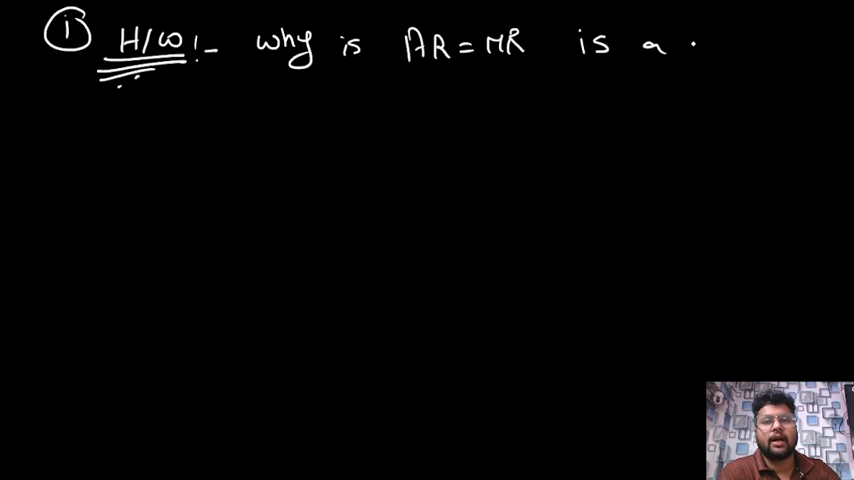 ① H/W:- why is AR = MR is a .